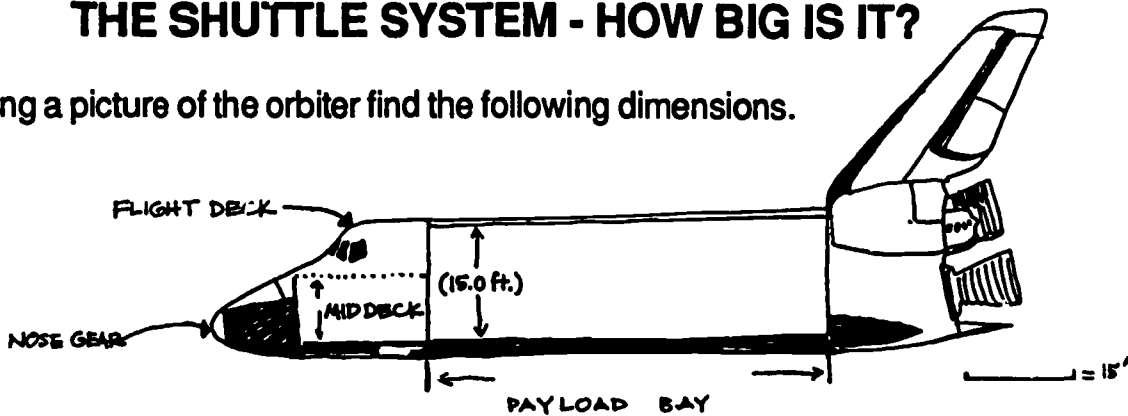 THE SHUTTLE SYSTEM - HOW BIG IS IT?
ng a picture of the orbiter find the following dimensions.
FLIGHT DECK
(15.0 ft.)
MID DECK
NOSE GEAR
= 15'
PAYLOAD BAY